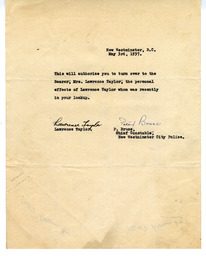 New Westminster, B.C.
May 3rd, 1937.
This will authorize you to turn over to the
Bearer, Mrs. Lawrence Taylor, the personal
effects of Lawrence Taylor whom was recently
in your lockup.
Lawrence Taylor
Lawrence Taylor.
P. Bruce,
Chief Constable,
New Westminster City Police.